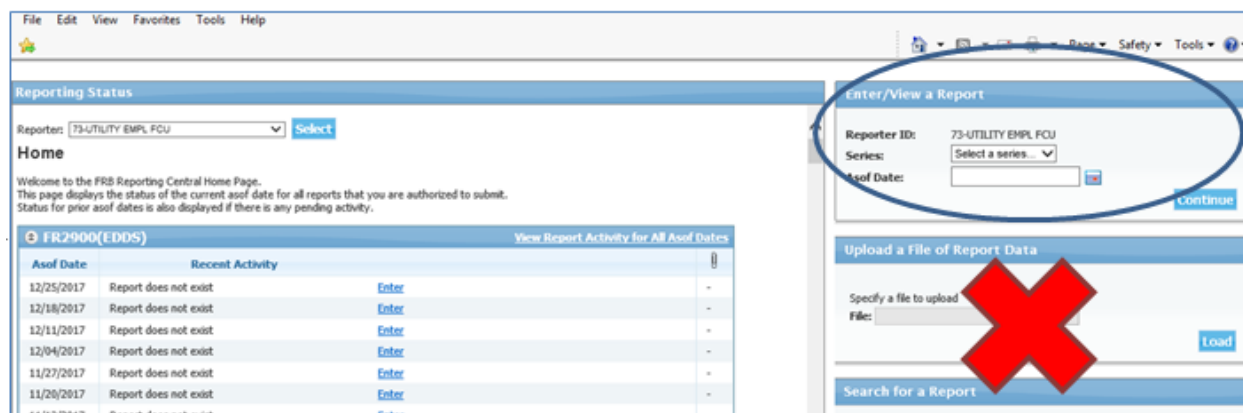 File Edit View Favorites Tools Help
Page Safety Tools
Reporting Status
Reporter: 73-UTILITY EMPL FCU Select
Home
Welcome to the FRB Reporting Central Home Page.
This page displays the status of the current asof date for all reports that you are authorized to submit.
Status for prior asof dates is also displayed if there is any pending activity.
FR2900(EDDS) View Report Activity for All Asof Dates
Asof Date Recent Activity
12/25/2017 Report does not exist Enter -
12/18/2017 Report does not exist Enter -
12/11/2017 Report does not exist Enter -
12/04/2017 Report does not exist Enter -
11/27/2017 Report does not exist Enter -
11/20/2017 Report does not exist Enter -
Enter/View a Report
Reporter ID: 73-UTILITY EMPL FCU
Series: Select a series...
Asof Date:
Continue
Upload a File of Report Data
Specify a file to upload
File:
Load
Search for a Report